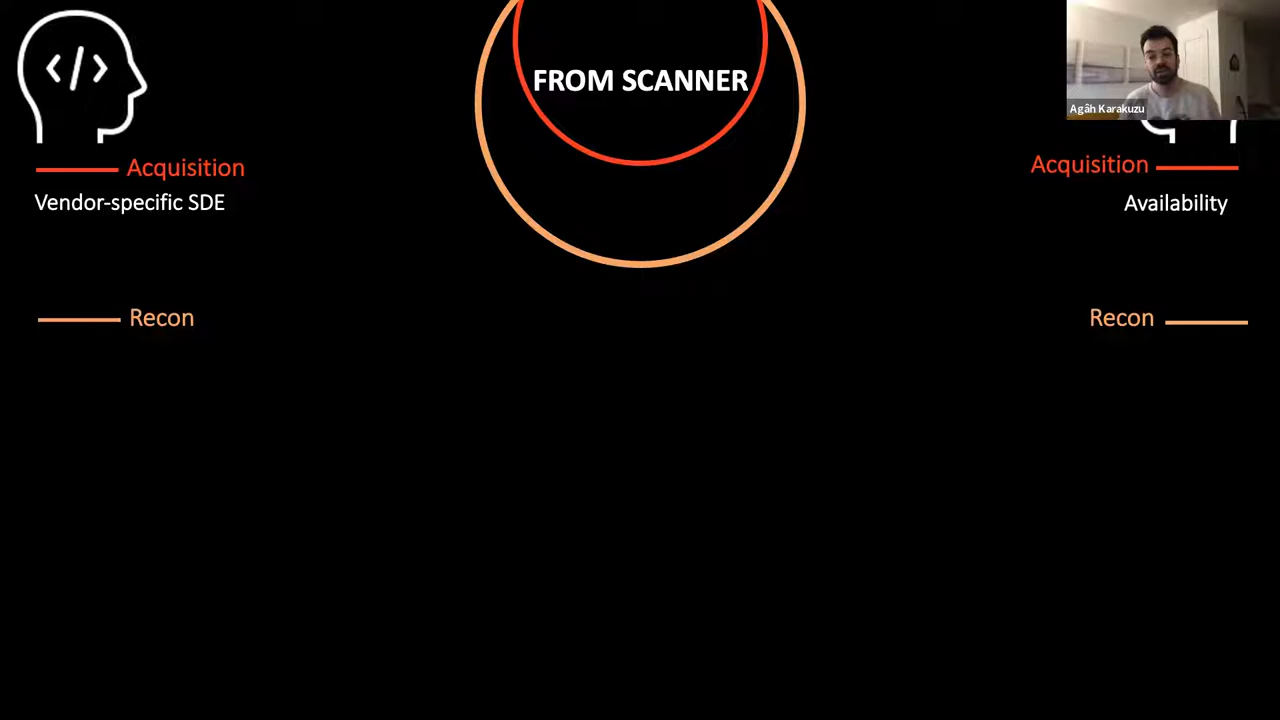 </>
FROM SCANNER
Agâh Karakuzu
Acquisition
Vendor-specific SDE
Acquisition
Availability
Recon
Recon